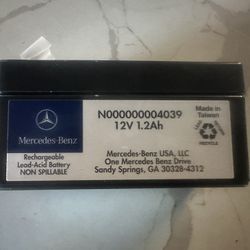 N000000004039
12V 1.2Ah
Made in
Taiwan
Mercedes-Benz
Rechargeable
Lead-Acid Battery
NON SPILLABLE
Mercedes-Benz USA, LLC
One Mercedes Benz Drive
Sandy Springs, GA 30328-4312
RECYCLE